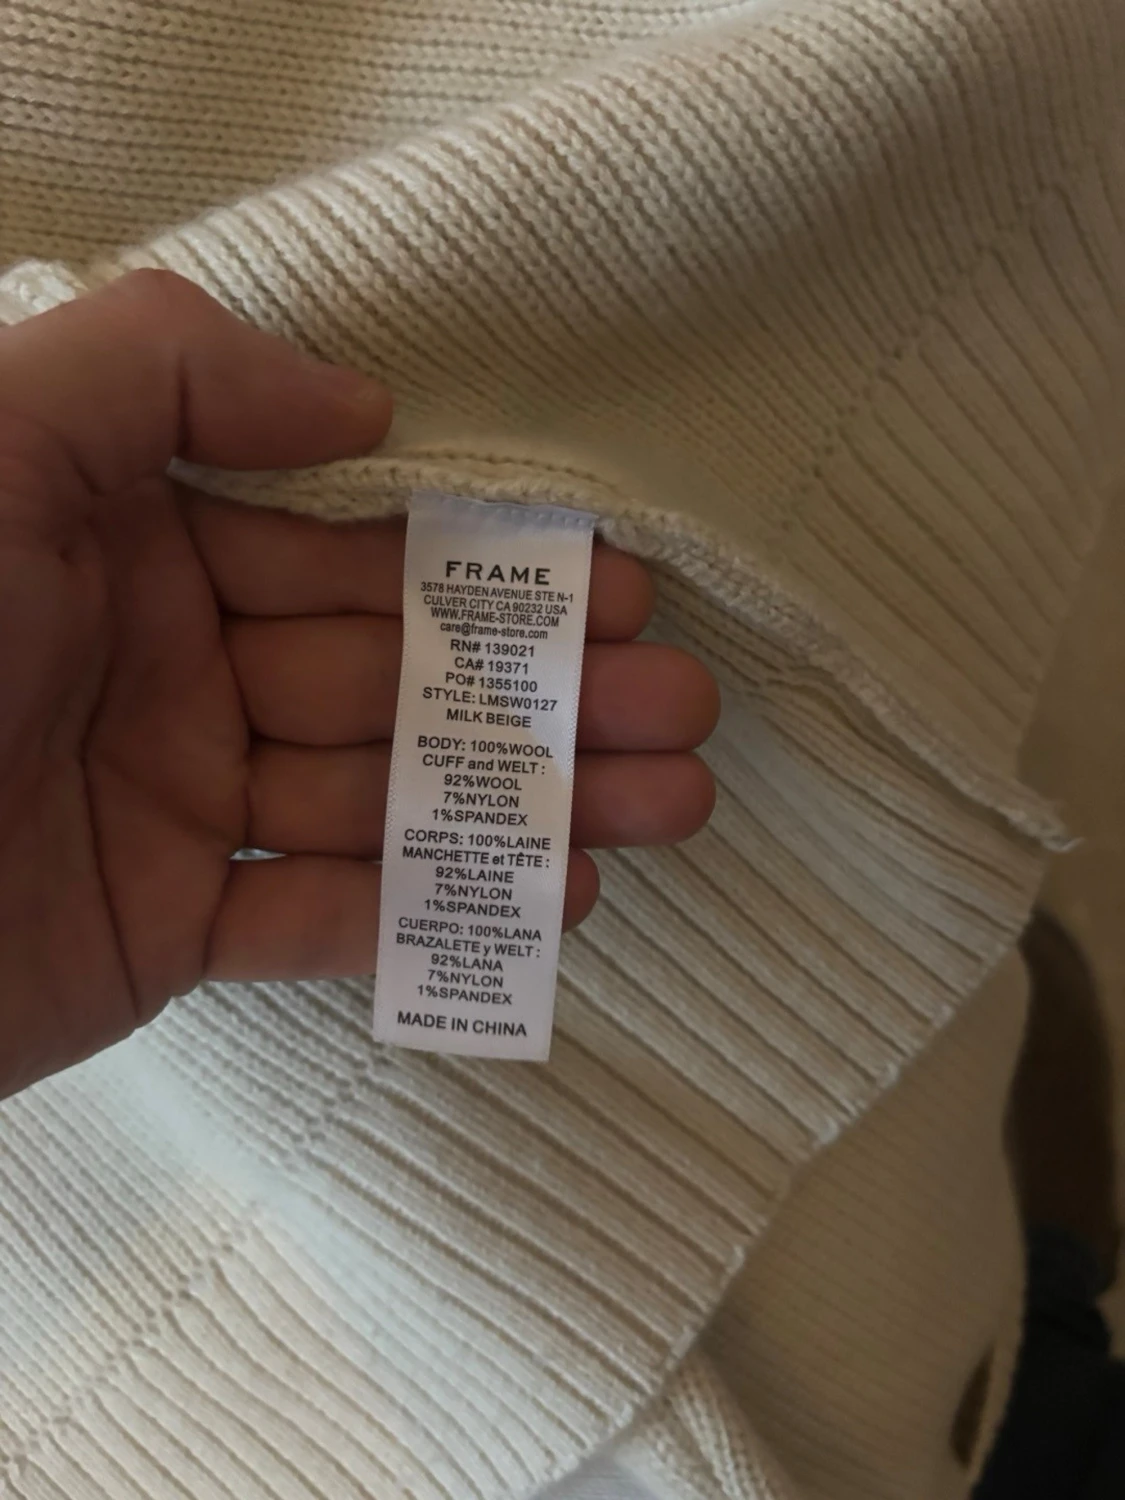 FRAME
3578 HAYDEN AVENUE STE N-1
CULVER CITY CA 90232 USA
WWW.FRAME-STORE.COM
care@frame-store.com
RN# 139021
CA# 19371
PO# 1355100
STYLE: LMSW0127
MILK BEIGE
BODY: 100%WOOL
CUFF and WELT :
92%WOOL
7%NYLON
1%SPANDEX
CORPS: 100%LAINE
MANCHETTE et TÊTE :
92%LAINE
7%NYLON
1%SPANDEX
CUERPO: 100%LANA
BRAZALETE y WELT :
92%LANA
7%NYLON
1%SPANDEX
MADE IN CHINA